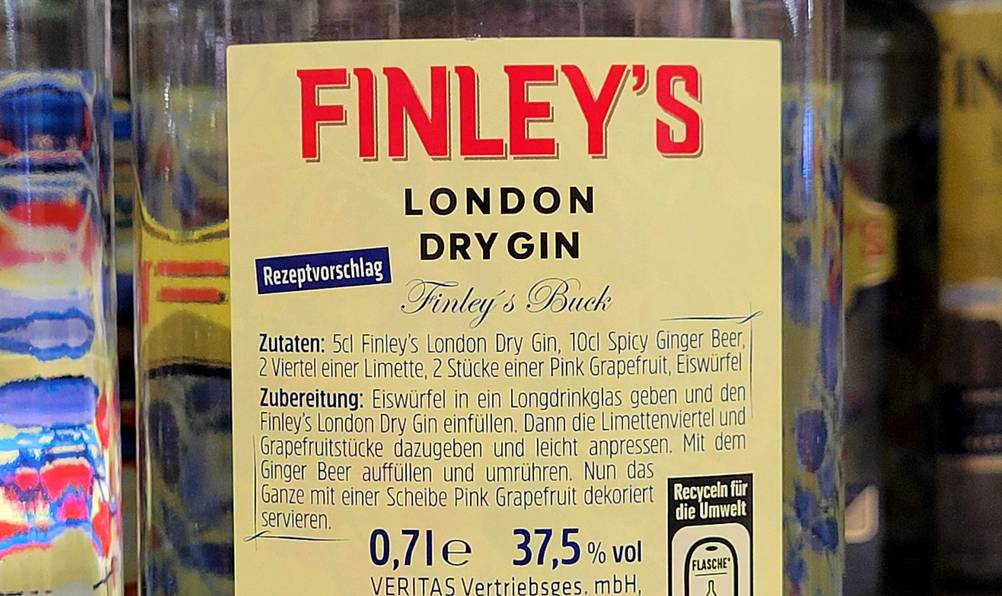 FINLEY'S
LONDON
DRY GIN
Rezeptvorschlag
Finley´s Buck
Zutaten: 5cl Finley's London Dry Gin, 10cl Spicy Ginger Beer,
2 Viertel einer Limette, 2 Stücke einer Pink Grapefruit, Eiswürfel
Zubereitung: Eiswürfel in ein Longdrinkglas geben und den
Finley's London Dry Gin einfüllen. Dann die Limettenviertel und
Grapefruitstücke dazugeben und leicht anpressen. Mit dem
Ginger Beer auffüllen und umrühren. Nun das
Ganze mit einer Scheibe Pink Grapefruit dekoriert
servieren.
Recyceln für
die Umwelt
FLASCHE*
0,7l e 37,5 % vol
VERITAS Vertriebsges. mbH,